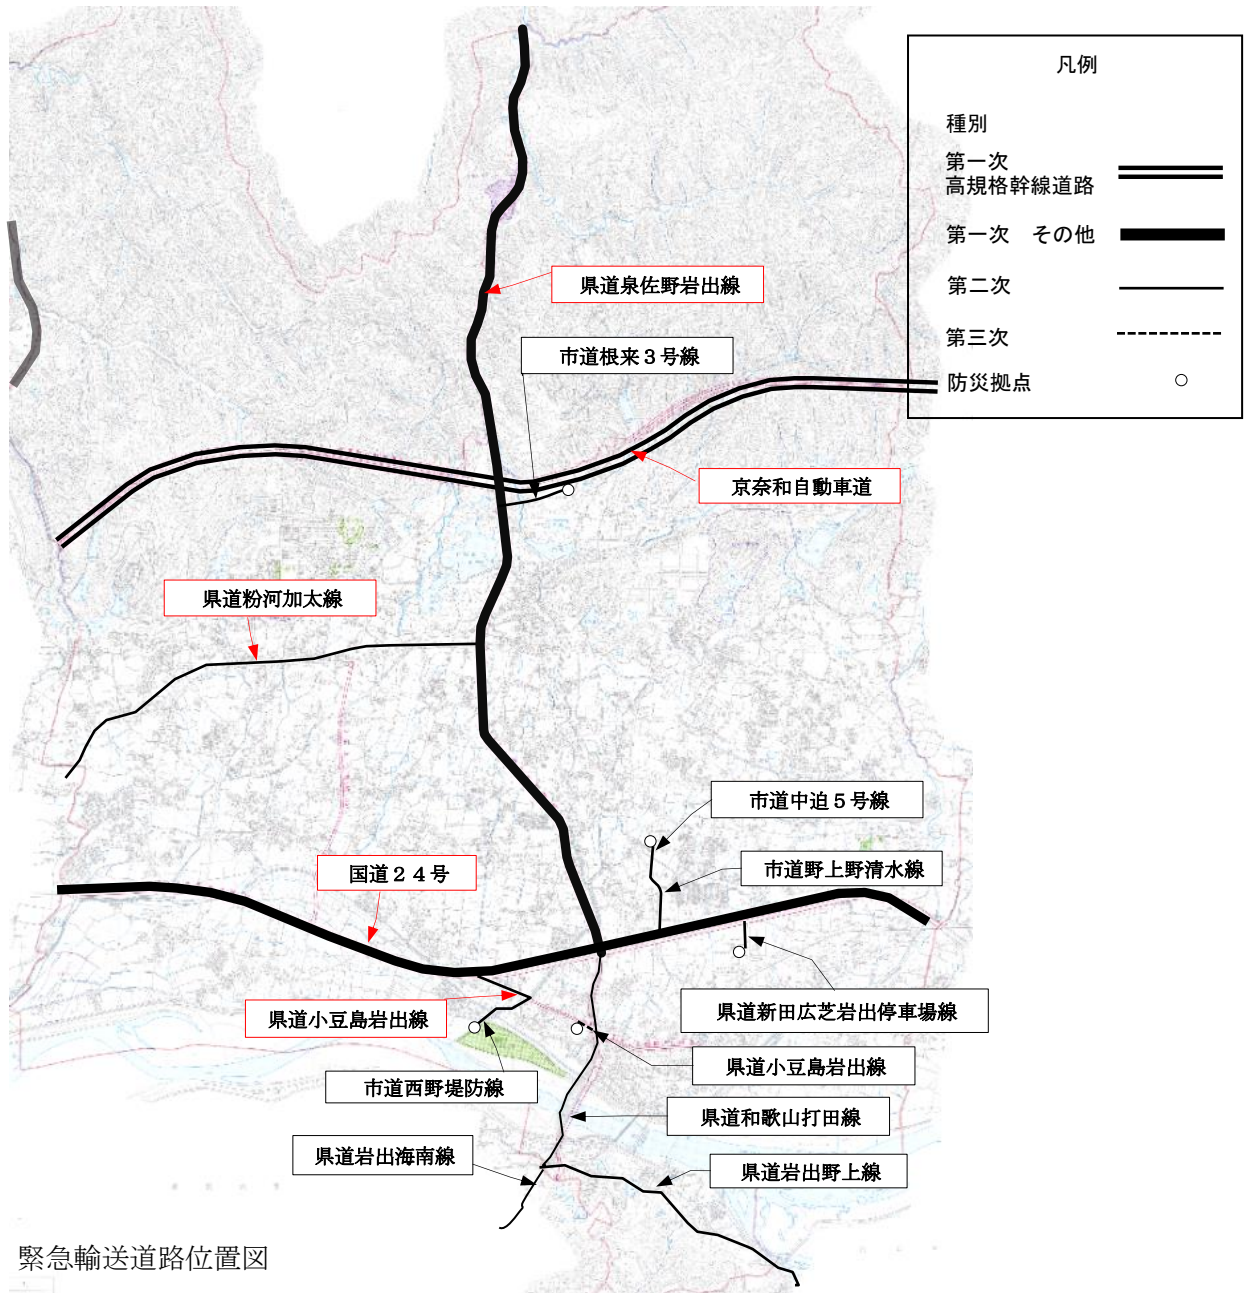 凡例
種別
第一次
高規格幹線道路
第一次　その他
第二次
第三次
防災拠点
県道泉佐野岩出線
市道根来３号線
京奈和自動車道
県道粉河加太線
市道中迫５号線
市道野上野清水線
国道２４号
県道新田広芝岩出停車場線
県道小豆島岩出線
県道小豆島岩出線
市道西野堤防線
県道和歌山打田線
県道岩出海南線
県道岩出野上線
緊急輸送道路位置図